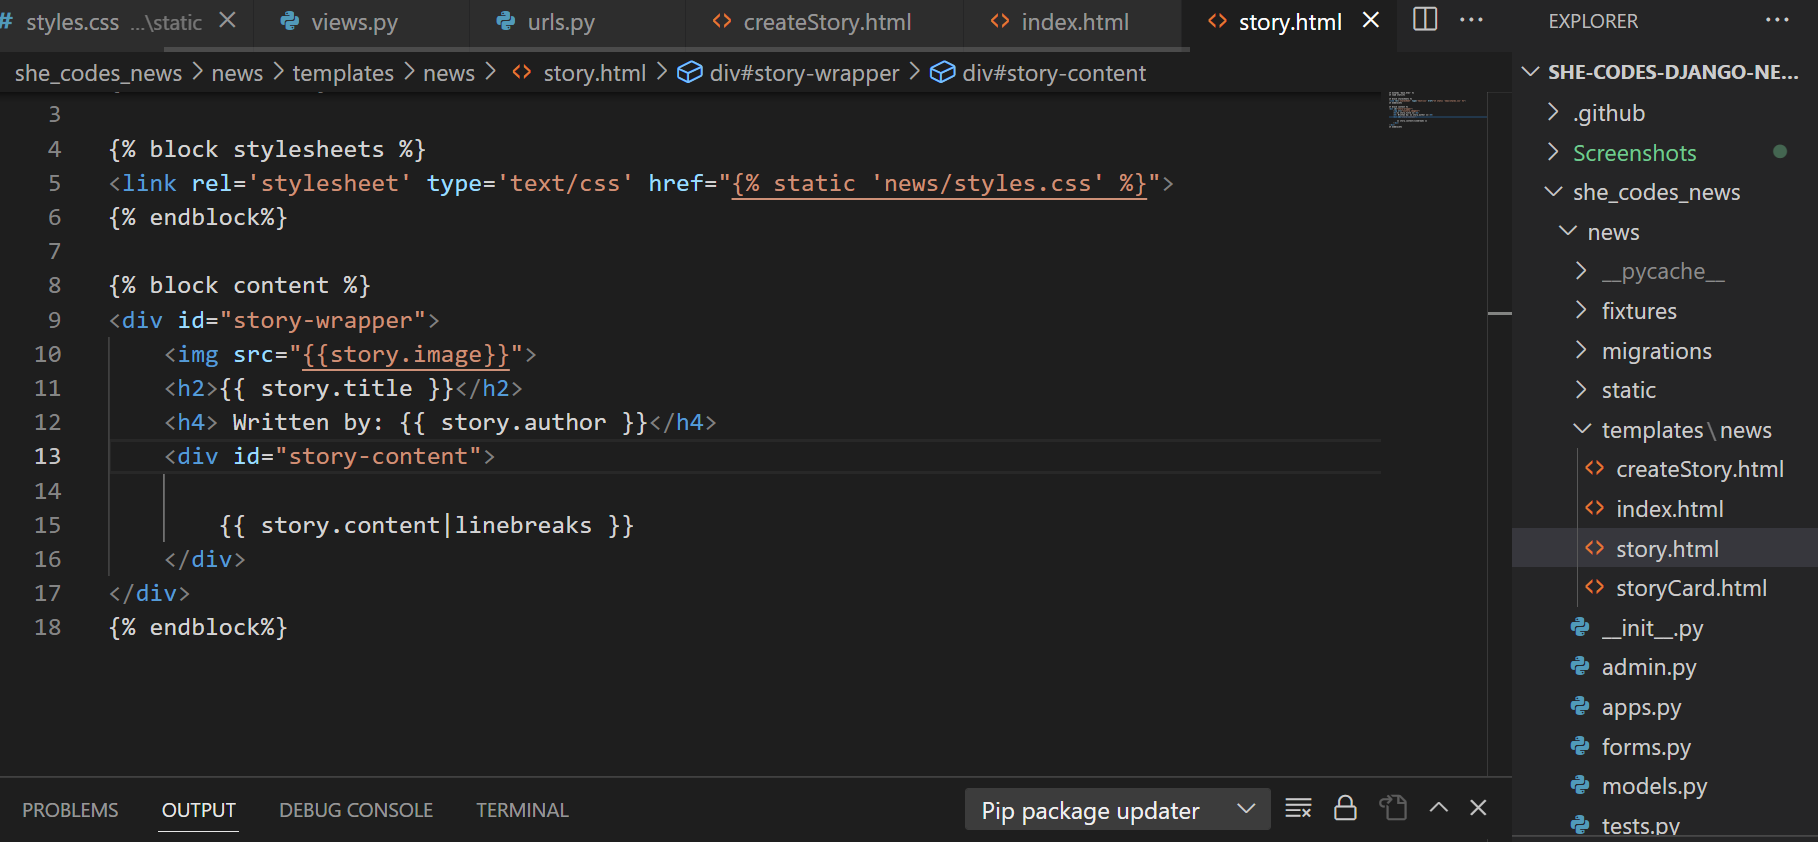 # styles.css ...\static
views.py
urls.py
createStory.html
index.html
story.html
she_codes_news > news > templates > news > story.html > div#story-wrapper > div#story-content
3
4 {% block stylesheets %}
5 <link rel='stylesheet' type='text/css' href="{% static 'news/styles.css' %}">
6 {% endblock%}
7
8 {% block content %}
9 <div id="story-wrapper">
10 <img src="{{story.image}}">
11 <h2>{{ story.title }}</h2>
12 <h4> Written by: {{ story.author }}</h4>
13 <div id="story-content">
14
15 {{ story.content|linebreaks }}
16 </div>
17 </div>
18 {% endblock%}
PROBLEMS
OUTPUT
DEBUG CONSOLE
TERMINAL
Pip package updater
EXPLORER
SHE-CODES-DJANGO-NE...
.github
Screenshots
she_codes_news
news
__pycache__
fixtures
migrations
static
templates\news
createStory.html
index.html
story.html
storyCard.html
__init__.py
admin.py
apps.py
forms.py
models.py
tests.py